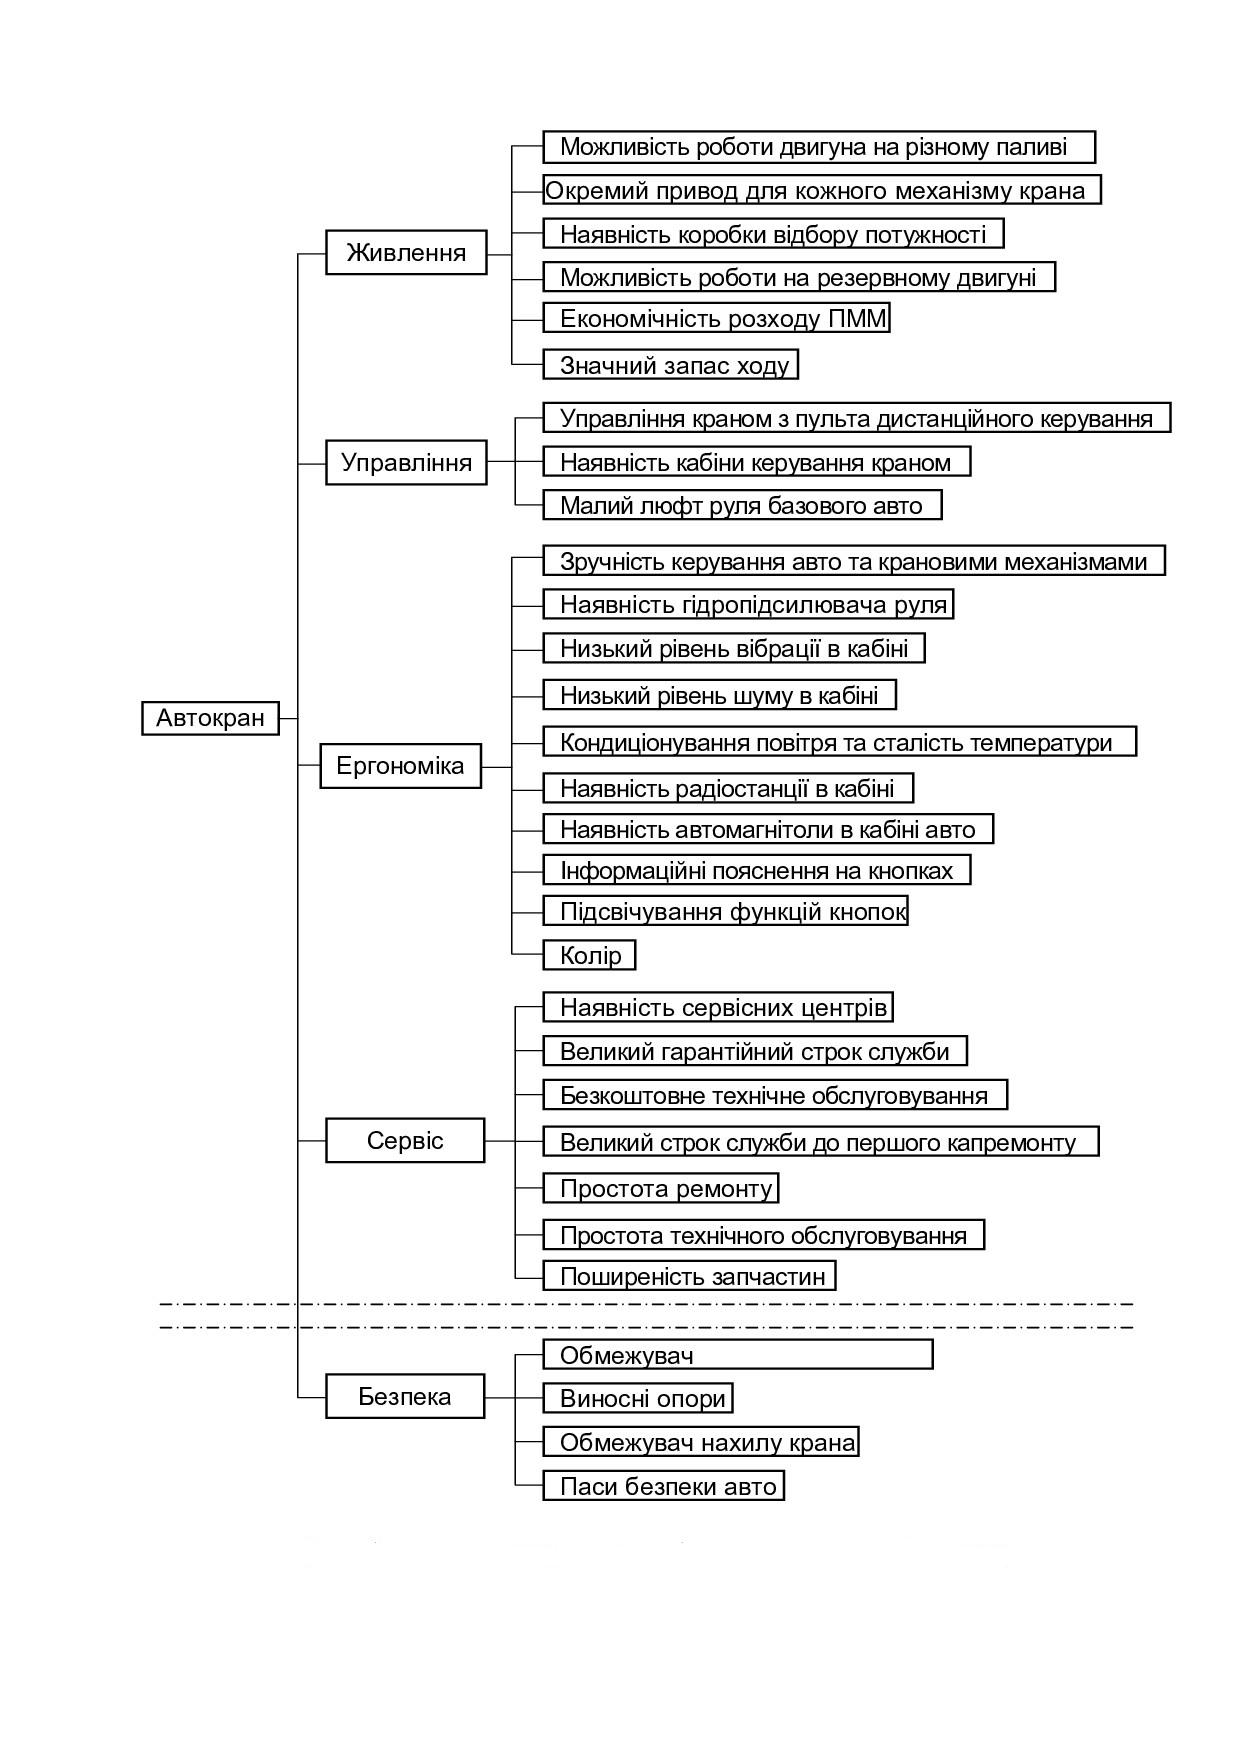 Можливість роботи двигуна на різному паливі
Окремий привод для кожного механізму крана
Наявність коробки відбору потужності
Живлення
Можливість роботи на резервному двигуні
Економічність розходу ПММ
Значний запас ходу
Управління краном з пульта дистанційного керування
Управління
Наявність кабіни керування краном
Малий люфт руля базового авто
Зручність керування авто та крановими механізмами
Наявність гідропідсилювача руля
Низький рівень вібрації в кабіні
Низький рівень шуму в кабіні
Автокран
Кондиціонування повітря та сталість температури
Ергономіка
Наявність радіостанції в кабіні
Наявність автомагнітоли в кабіні авто
Інформаційні пояснення на кнопках
Підсвічування функцій кнопок
Колір
Наявність сервісних центрів
Великий гарантійний строк служби
Безкоштовне технічне обслуговування
Сервіс
Великий строк служби до першого капремонту
Простота ремонту
Простота технічного обслуговування
Поширеність запчастин
Обмежувач
Безпека
Виносні опори
Обмежувач нахилу крана
Паси безпеки авто